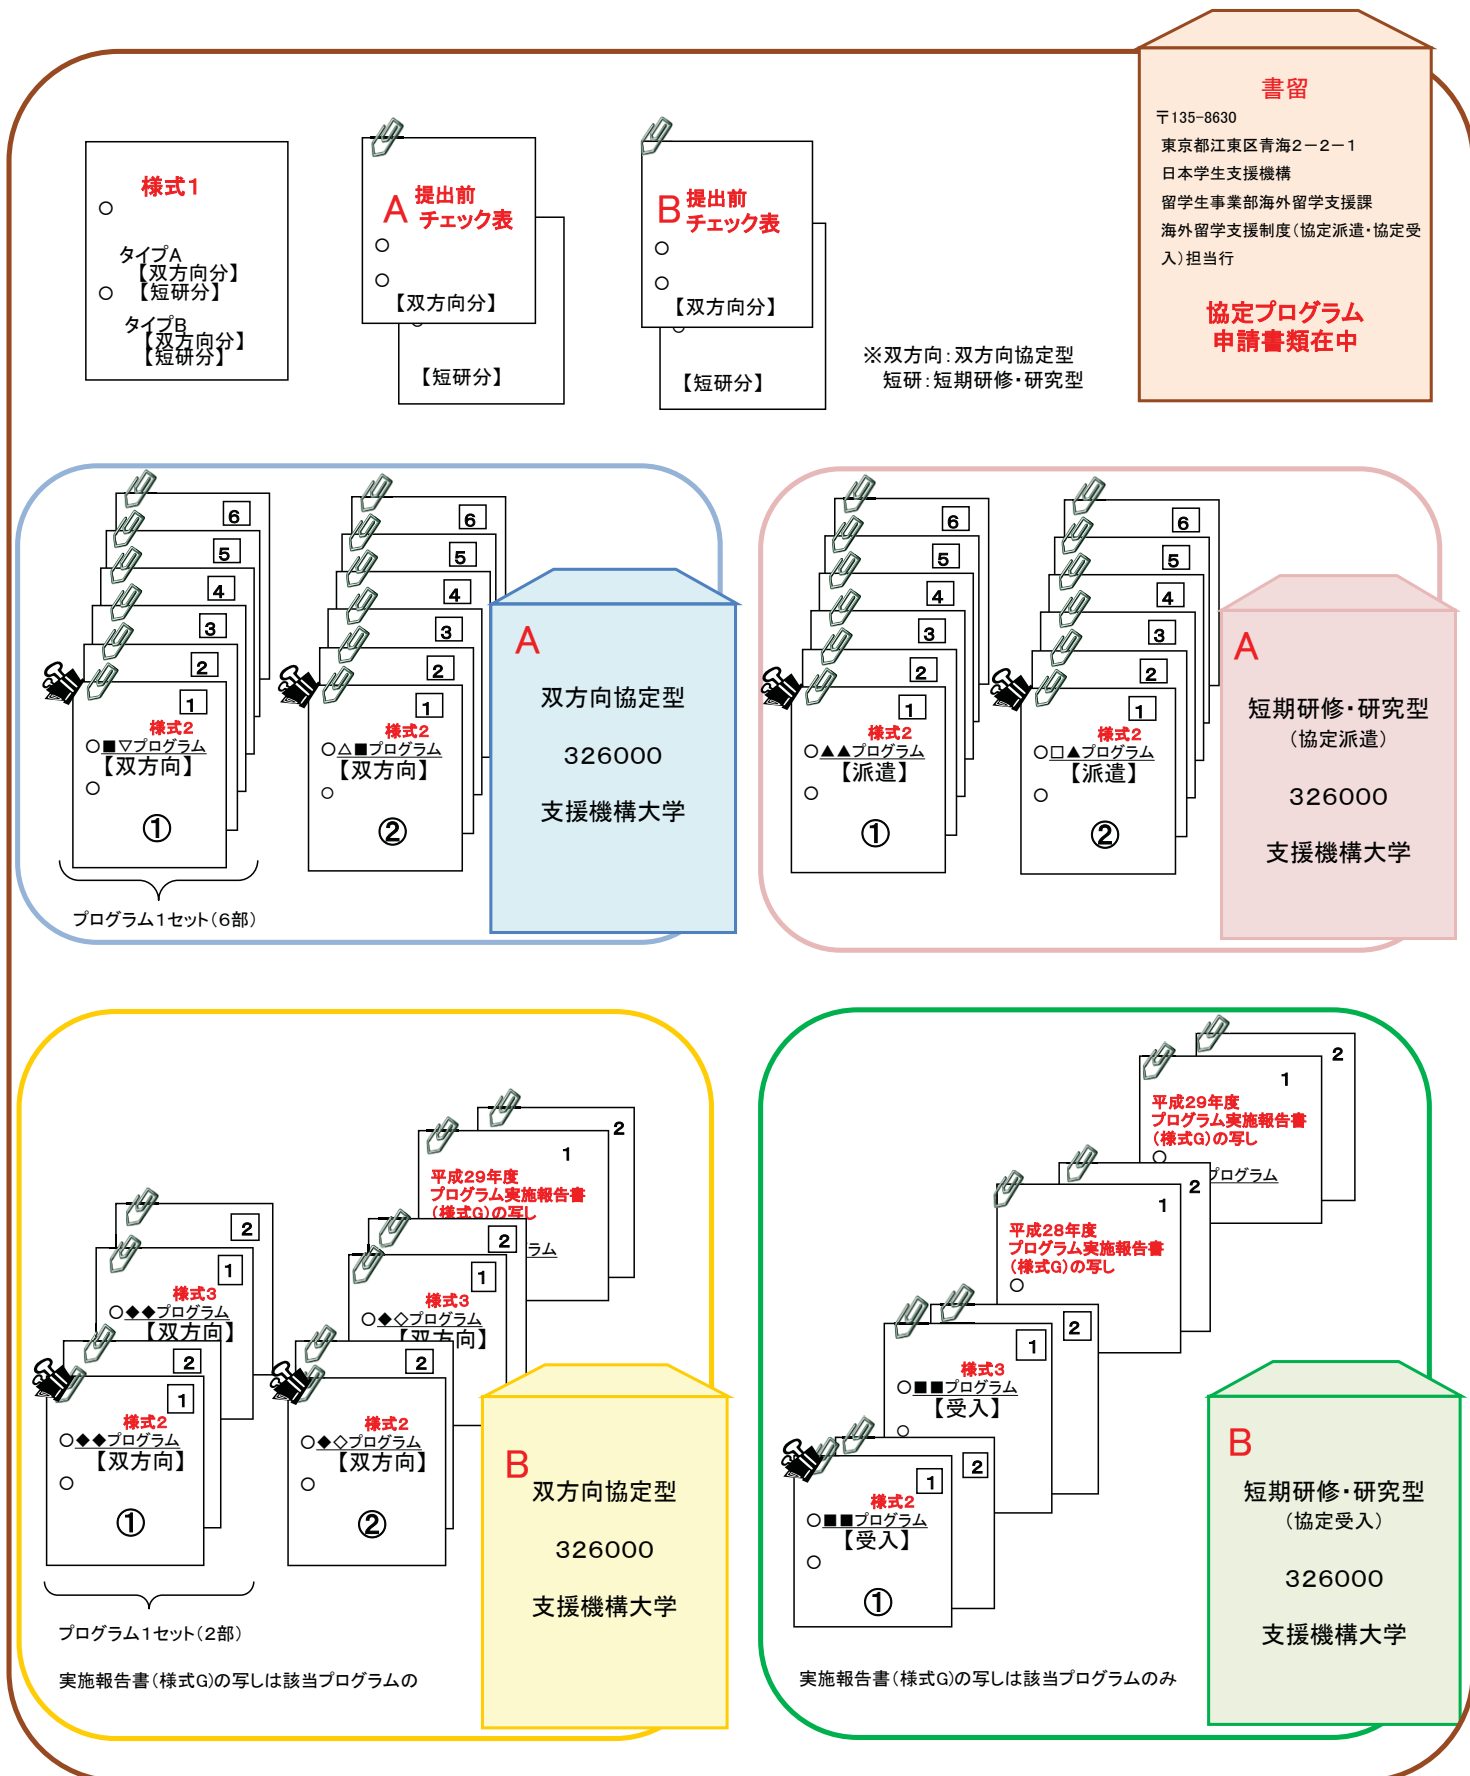 書留
〒135-8630
東京都江東区青海2-2-1
日本学生支援機構
留学生事業部海外留学支援課
海外留学支援制度(協定派遣・協定受
入)担当行
協定プログラム
申請書類在中
様式1
○
タイプA
【双方向分】
○ 【短研分】
タイプB
【双方向分】
【短研分】
A 提出前
チェック表
○
○
【双方向分】
【短研分】
B 提出前
チェック表
○
○
【双方向分】
【短研分】
※双方向:双方向協定型
短研:短期研修・研究型
6
5
4
3
2
1
様式2
○■▽プログラム
【双方向】
○
①
プログラム1セット(6部)
6
5
4
3
2
1
様式2
○△■プログラム
【双方向】
○
②
A
双方向協定型
326000
支援機構大学
6
5
4
3
2
1
様式2
○▲▲プログラム
【派遣】
○
①
6
5
4
3
2
1
様式2
○□▲プログラム
【派遣】
○
②
A
短期研修・研究型
(協定派遣)
326000
支援機構大学
2
1
様式3
○◆◆プログラム
【双方向】
2
1
様式2
○◆◆プログラム
【双方向】
○
①
プログラム1セット(2部)
2
1
平成29年度
プログラム実施報告書
(様式G)の写し
ラム
2
1
様式3
○◆◇プログラム
【双方向】
2
様式2
○◆◇プログラム
【双方向】
○
②
実施報告書(様式G)の写しは該当プログラムの
B
双方向協定型
326000
支援機構大学
2
1
平成29年度
プログラム実施報告書
(様式G)の写し
○
プログラム
2
1
平成28年度
プログラム実施報告書
(様式G)の写し
○
2
1
様式3
○■■プログラム
【受入】
○
2
1
様式2
○■■プログラム
【受入】
○
①
実施報告書(様式G)の写しは該当プログラムのみ
B
短期研修・研究型
(協定受入)
326000
支援機構大学